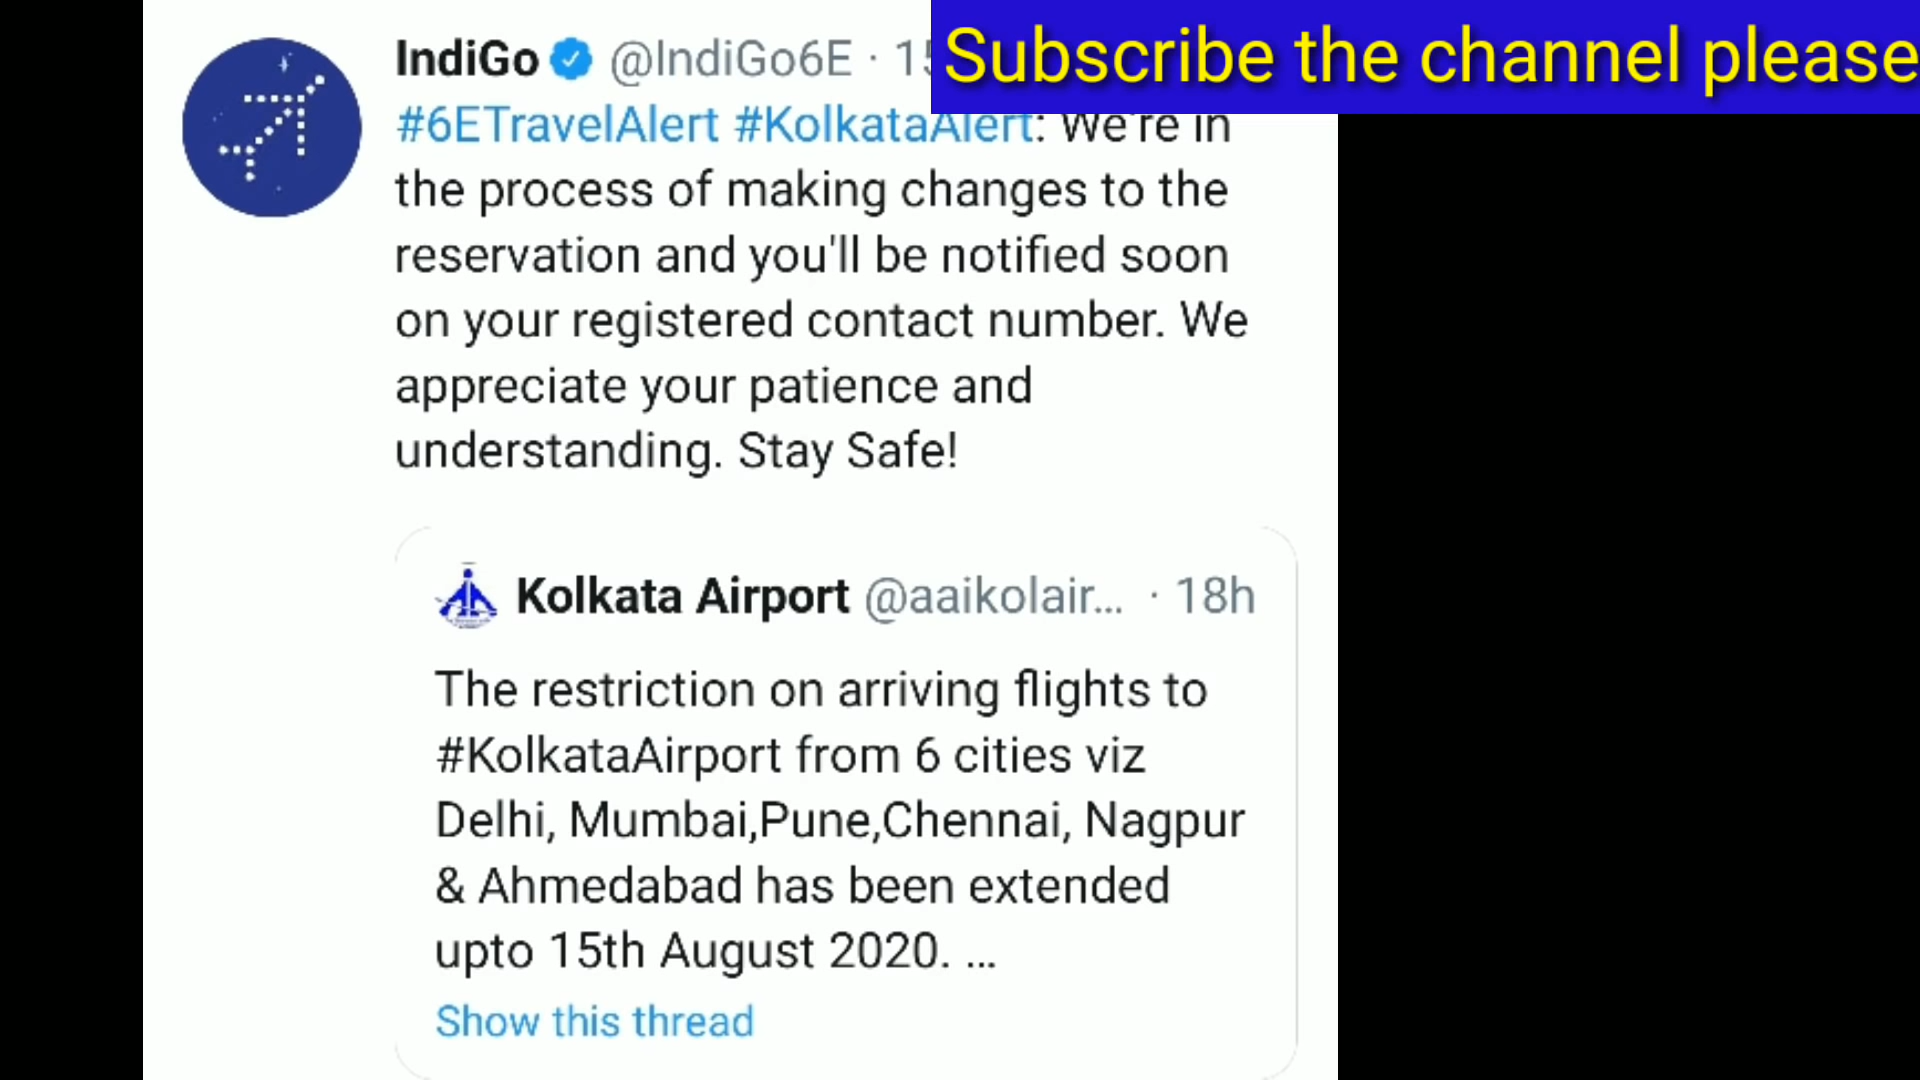 IndiGo @IndiGo6E ·
Subscribe the channel please
#6ETravelAlert #KolkataAlert: We're in
the process of making changes to the
reservation and you'll be notified soon
on your registered contact number. We
appreciate your patience and
understanding. Stay Safe!
Kolkata Airport @aaikolair... · 18h
The restriction on arriving flights to
#KolkataAirport from 6 cities viz
Delhi, Mumbai,Pune,Chennai, Nagpur
& Ahmedabad has been extended
upto 15th August 2020. ...
Show this thread